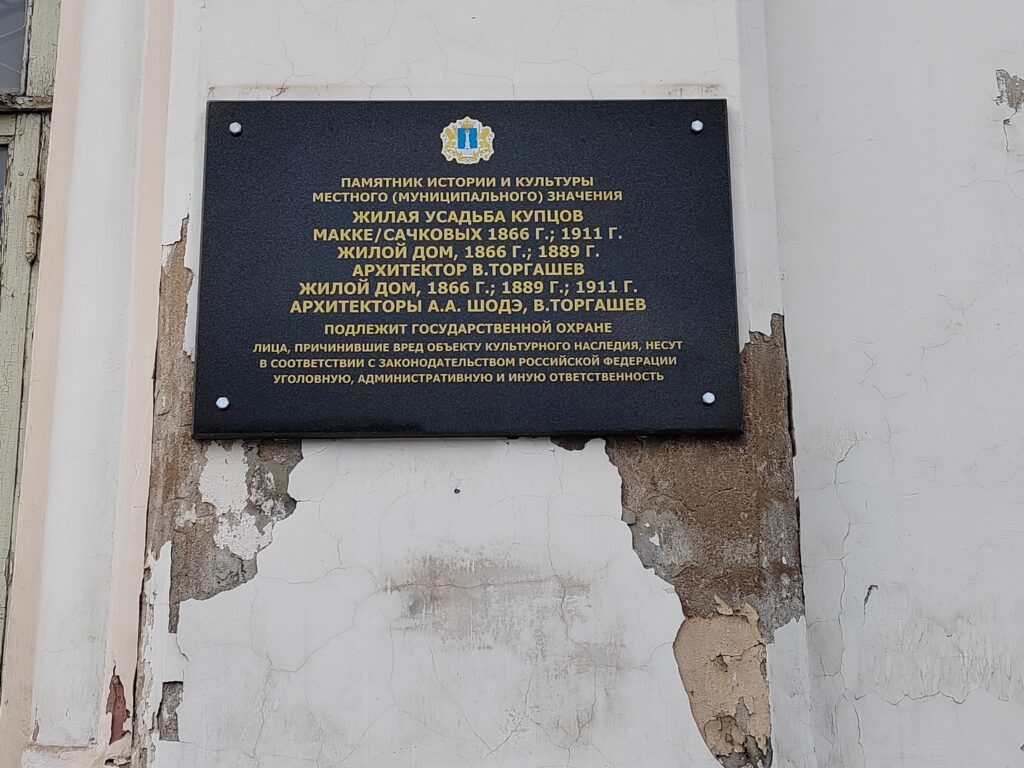 ПАМЯТНИК ИСТОРИИ И КУЛЬТУРЫ
МЕСТНОГО (МУНИЦИПАЛЬНОГО) ЗНАЧЕНИЯ
ЖИЛАЯ УСАДЬБА КУПЦОВ
МАККЕ/САЧКОВЫХ 1866 Г.; 1911 Г.
ЖИЛОЙ ДОМ, 1866 Г.; 1889 Г.
АРХИТЕКТОР В.ТОРГАШЕВ
ЖИЛОЙ ДОМ, 1866 Г.; 1889 Г.; 1911 Г.
АРХИТЕКТОРЫ А.А. ШОДЭ, В.ТОРГАШЕВ
ПОДЛЕЖИТ ГОСУДАРСТВЕННОЙ ОХРАНЕ
ЛИЦА, ПРИЧИНИВШИЕ ВРЕД ОБЪЕКТУ КУЛЬТУРНОГО НАСЛЕДИЯ, НЕСУТ
В СООТВЕТСТВИИ С ЗАКОНОДАТЕЛЬСТВОМ РОССИЙСКОЙ ФЕДЕРАЦИИ
УГОЛОВНУЮ, АДМИНИСТРАТИВНУЮ И ИНУЮ ОТВЕТСТВЕННОСТЬ